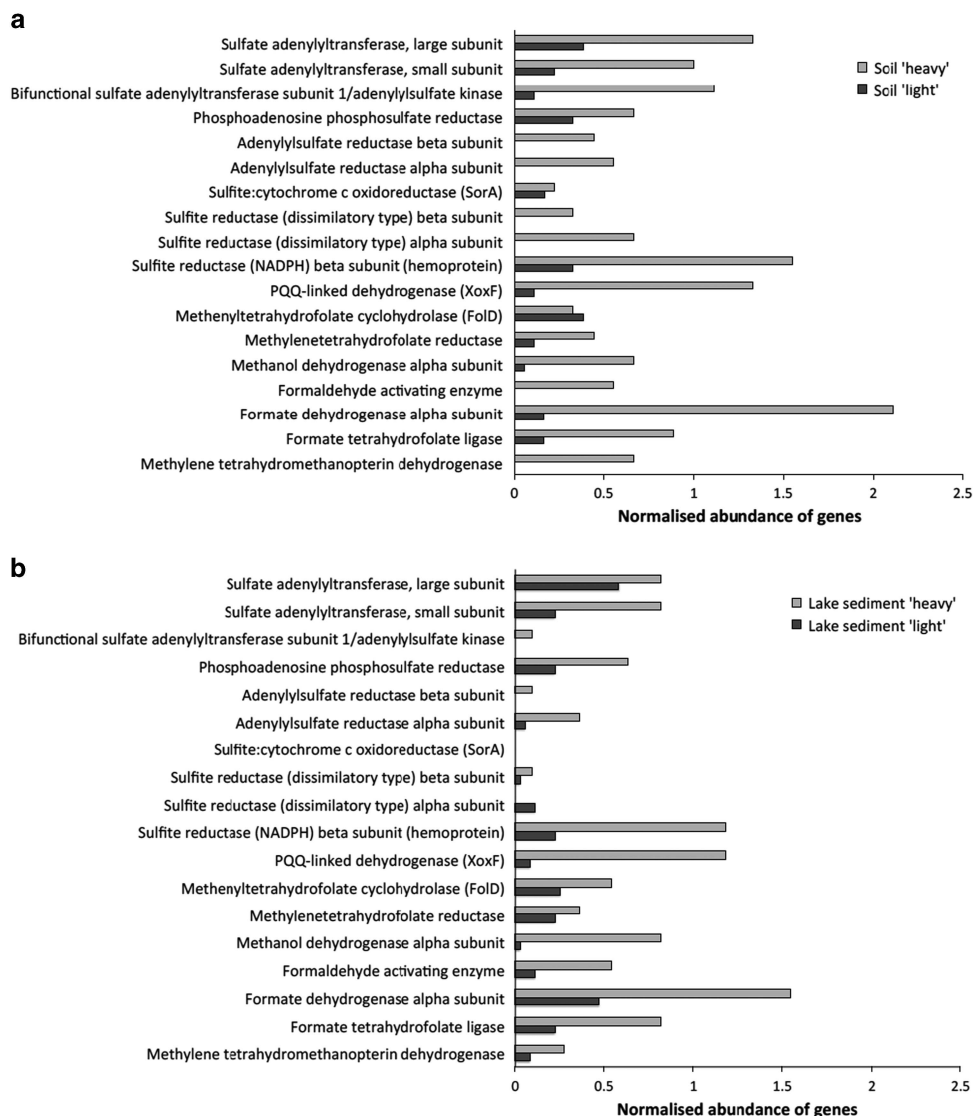 a
Sulfate adenylyltransferase, large subunit
Sulfate adenylyltransferase, small subunit
Bifunctional sulfate adenylyltransferase subunit 1/adenylylsulfate kinase
Phosphoadenosine phosphosulfate reductase
Adenylylsulfate reductase beta subunit
Adenylylsulfate reductase alpha subunit
Sulfite:cytochrome c oxidoreductase (SorA)
Sulfite reductase (dissimilatory type) beta subunit
Sulfite reductase (dissimilatory type) alpha subunit
Sulfite reductase (NADPH) beta subunit (hemoprotein)
PQQ-linked dehydrogenase (XoxF)
Methenyltetrahydrofolate cyclohydrolase (FolD)
Methylenetetrahydrofolate reductase
Methanol dehydrogenase alpha subunit
Formaldehyde activating enzyme
Formate dehydrogenase alpha subunit
Formate tetrahydrofolate ligase
Methylene tetrahydromethanopterin dehydrogenase
Soil 'heavy'
Soil 'light'
0 0.5 1 1.5 2 2.5
Normalised abundance of genes
b
Sulfate adenylyltransferase, large subunit
Sulfate adenylyltransferase, small subunit
Bifunctional sulfate adenylyltransferase subunit 1/adenylylsulfate kinase
Phosphoadenosine phosphosulfate reductase
Adenylylsulfate reductase beta subunit
Adenylylsulfate reductase alpha subunit
Sulfite:cytochrome c oxidoreductase (SorA)
Sulfite reductase (dissimilatory type) beta subunit
Sulfite reductase (dissimilatory type) alpha subunit
Sulfite reductase (NADPH) beta subunit (hemoprotein)
PQQ-linked dehydrogenase (XoxF)
Methenyltetrahydrofolate cyclohydrolase (FolD)
Methylenetetrahydrofolate reductase
Methanol dehydrogenase alpha subunit
Formaldehyde activating enzyme
Formate dehydrogenase alpha subunit
Formate tetrahydrofolate ligase
Methylene tetrahydromethanopterin dehydrogenase
Lake sediment 'heavy'
Lake sediment 'light'
0 0.5 1 1.5 2 2.5
Normalised abundance of genes